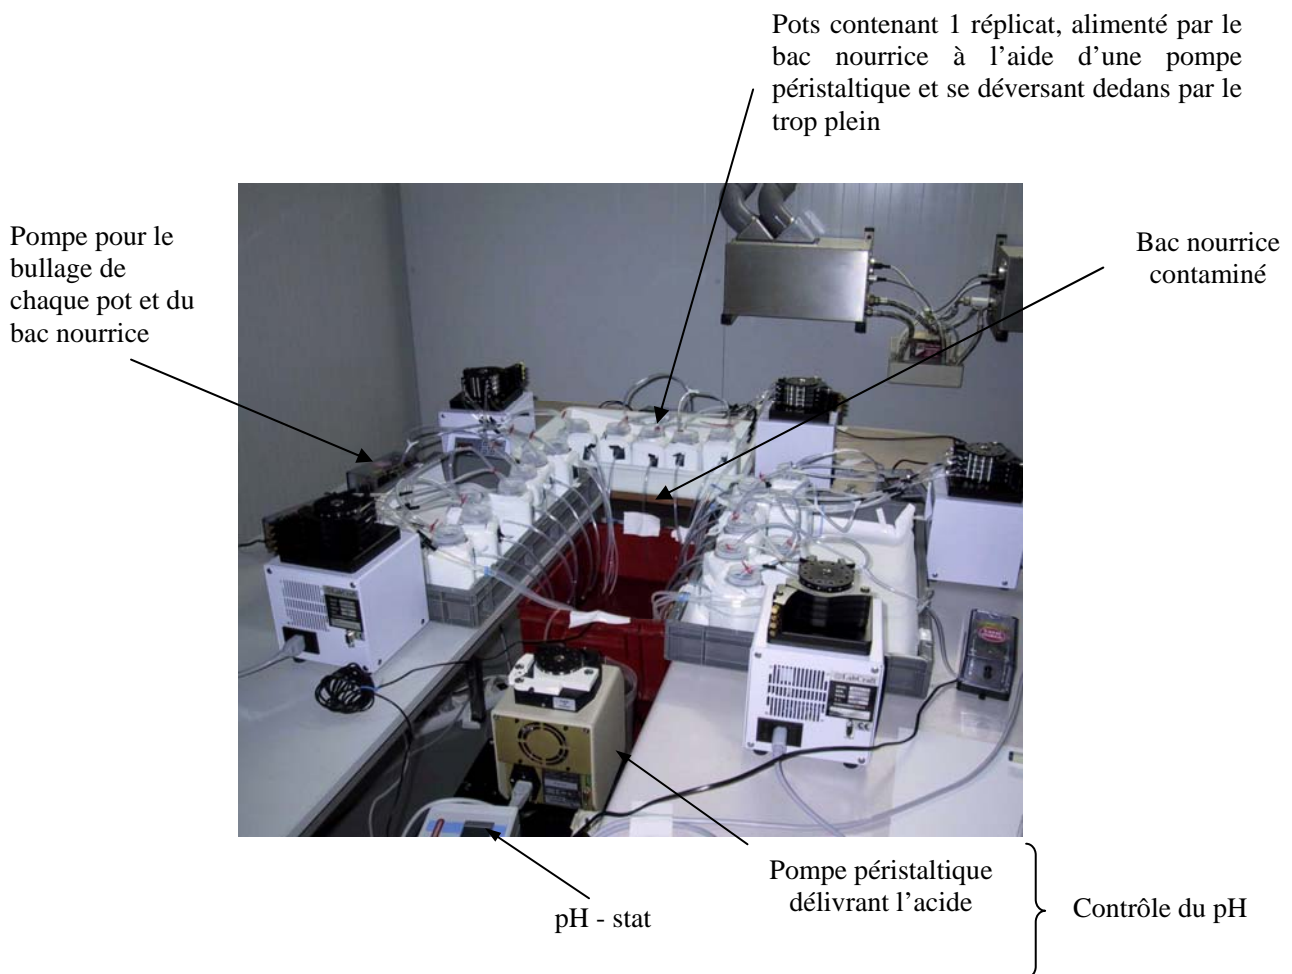 Pots contenant 1 réplicat, alimenté par le
bac nourrice à l'aide d'une pompe
péristaltique et se déversant dedans par le
trop plein
Pompe pour le
bullage de
chaque pot et du
bac nourrice
Bac nourrice
contaminé
LabCraft
Pompe péristaltique
délivrant l'acide
pH - stat
Contrôle du pH